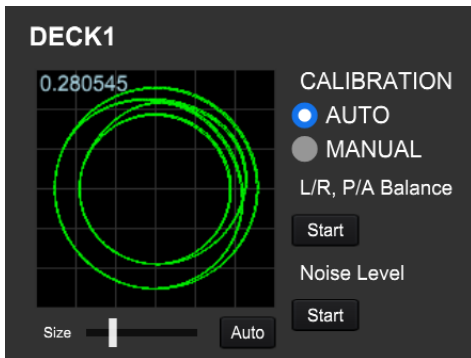 DECK1
0.280545
CALIBRATION
AUTO
MANUAL
L/R, P/A Balance
Start
Noise Level
Start
Size
Auto